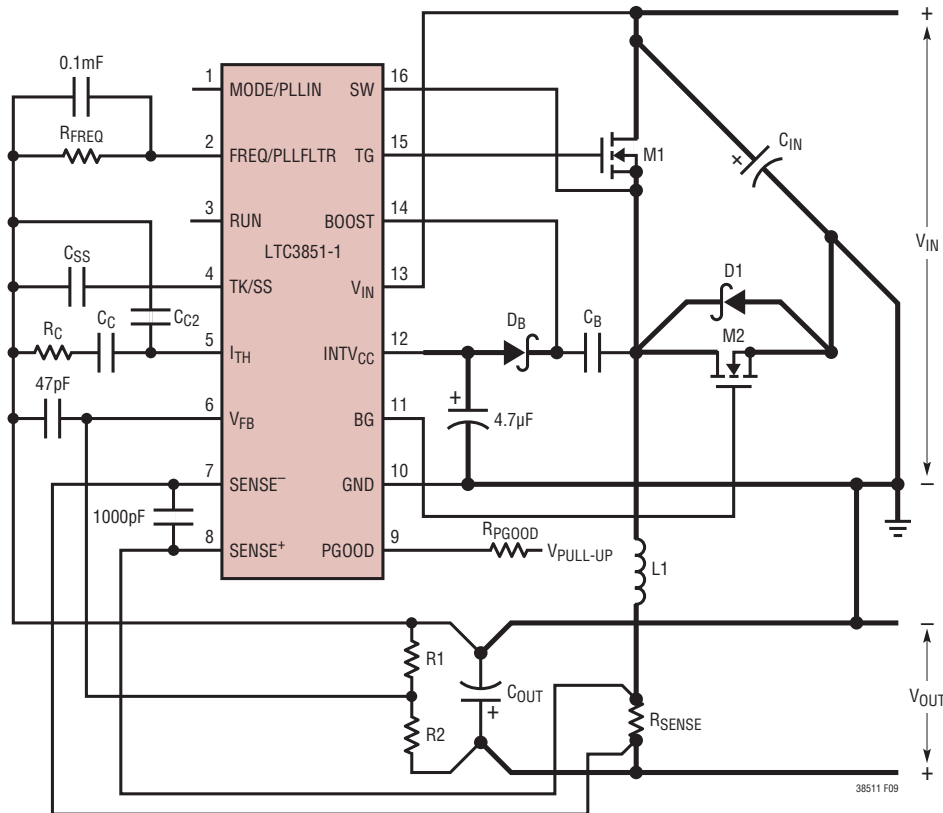 0.1mF
RFREQ
CSS
RC
CC
CC2
47pF
1000pF
1
2
3
4
5
6
7
8
MODE/PLLIN
FREQ/PLLFLTR
RUN
LTC3851-1
TK/SS
ITH
VFB
SENSE–
SENSE+
SW
TG
BOOST
VIN
INTVCC
BG
GND
PGOOD
16
15
14
13
12
11
10
9
M1
+
CIN
D1
M2
DB
CB
+
4.7µF
RPGOOD
VPULL-UP
L1
+
VIN
–
R1
R2
COUT
+
RSENSE
–
VOUT
+
38511 F09